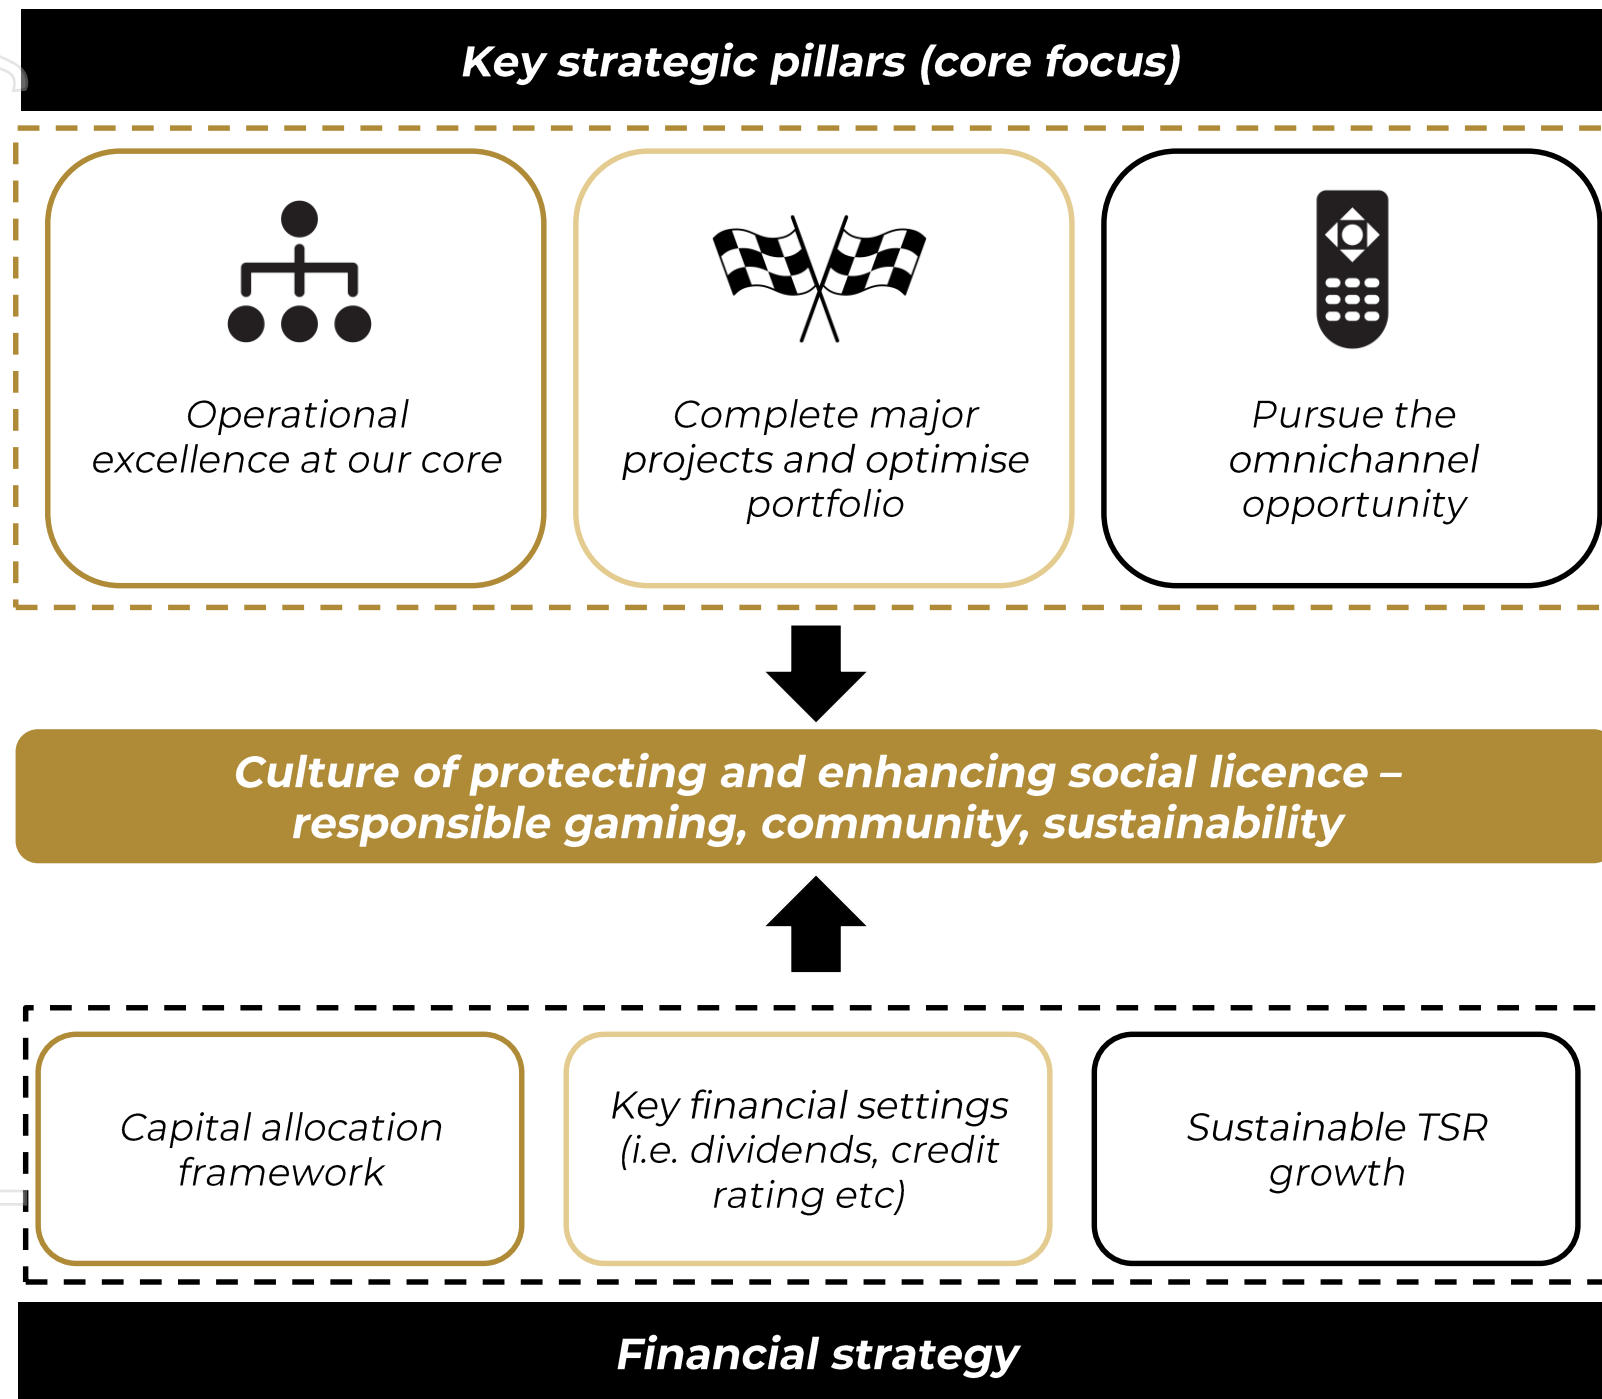 Key strategic pillars (core focus)
Operational
excellence at our core
Complete major
projects and optimise
portfolio
Pursue the
omnichannel
opportunity
Culture of protecting and enhancing social licence –
responsible gaming, community, sustainability
Capital allocation
framework
Key financial settings
(i.e. dividends, credit
rating etc)
Sustainable TSR
growth
Financial strategy